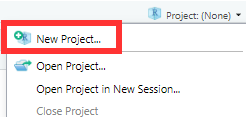 Project: (None)
New Project...
Open Project...
Open Project in New Session...
Close Project